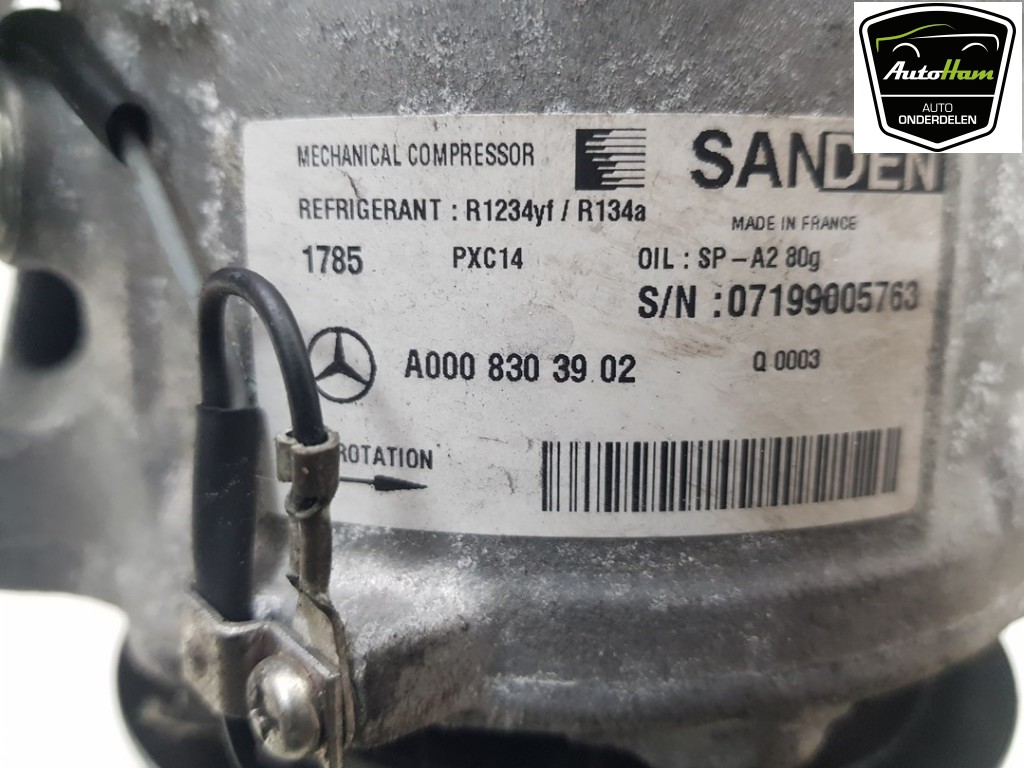 AutoHam
AUTO
ONDERDELEN
MECHANICAL COMPRESSOR
SANDEN
REFRIGERANT : R1234yf / R134a
MADE IN FRANCE
1785 PXC14 OIL : SP-A2 80g
S/N : 07199005763
A000 830 39 02 Q 0003
ROTATION